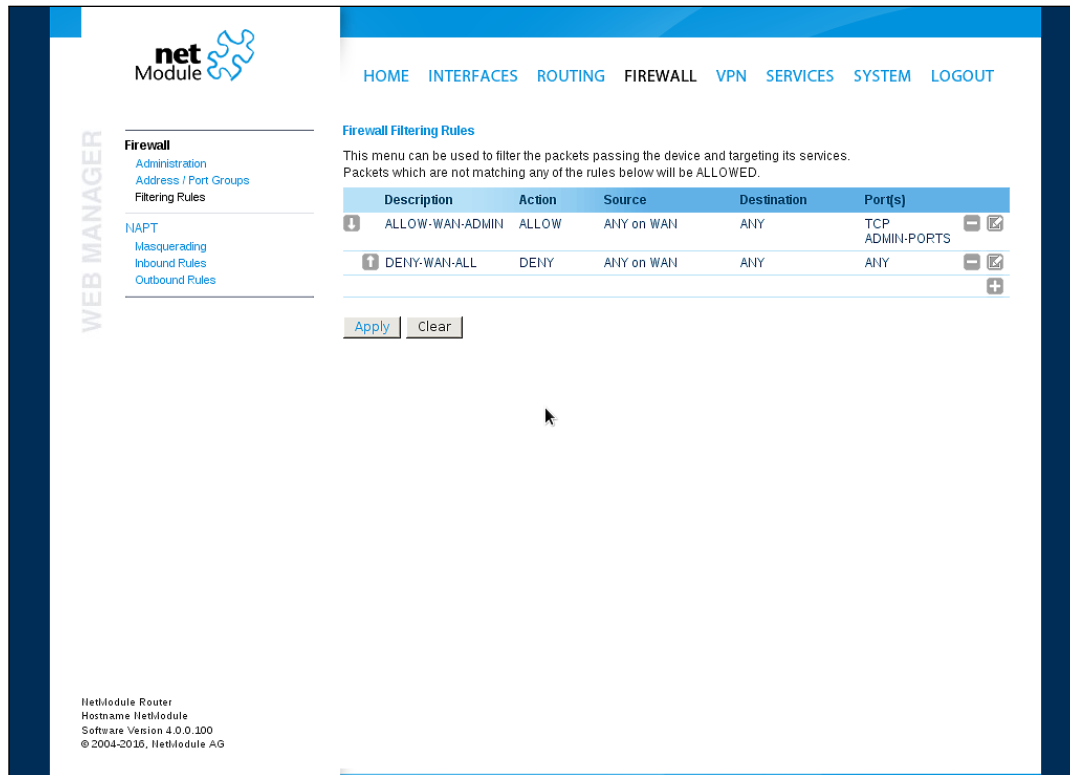 net
Module
HOME INTERFACES ROUTING FIREWALL VPN SERVICES SYSTEM LOGOUT
WEB MANAGER
Firewall
Administration
Address / Port Groups
Filtering Rules
NAPT
Masquerading
Inbound Rules
Outbound Rules
Firewall Filtering Rules
This menu can be used to filter the packets passing the device and targeting its services.
Packets which are not matching any of the rules below will be ALLOWED.
Description Action Source Destination Port(s)
ALLOW-WAN-ADMIN ALLOW ANY on WAN ANY TCP
ADMIN-PORTS
DENY-WAN-ALL DENY ANY on WAN ANY ANY
Apply Clear
NetModule Router
Hostname NetModule
Software Version 4.0.0.100
© 2004-2016, NetModule AG